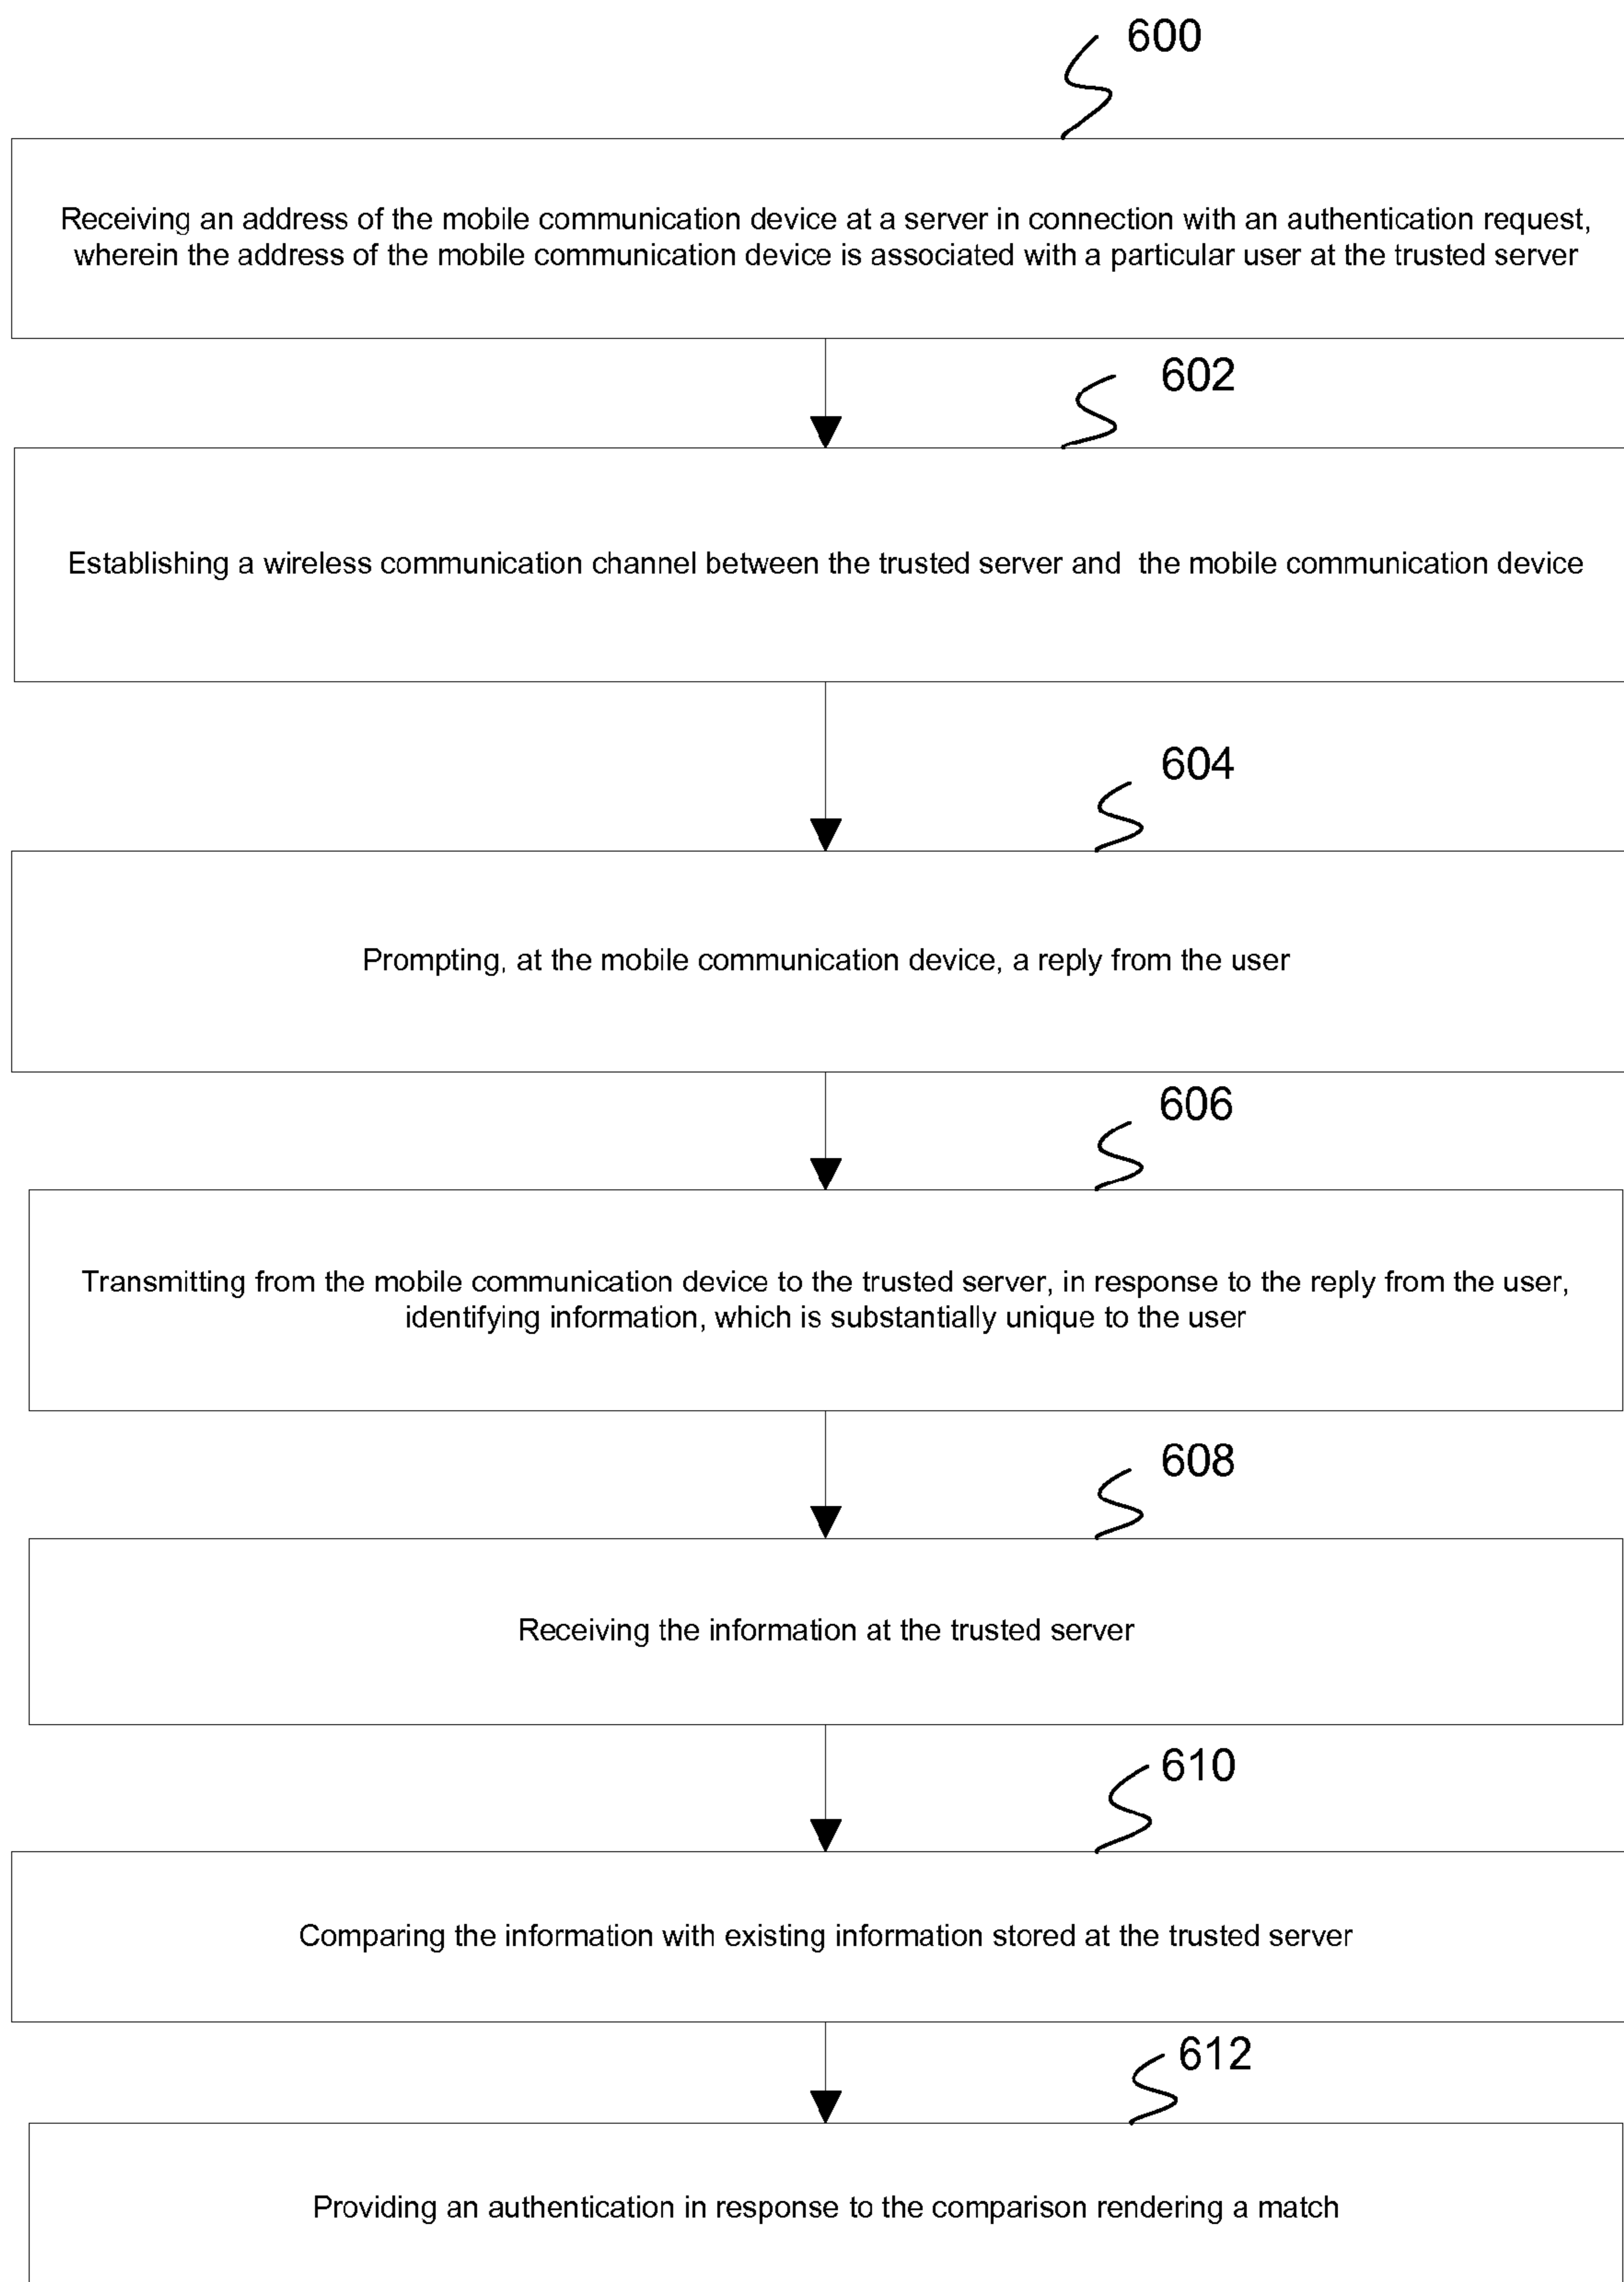 600
Receiving an address of the mobile communication device at a server in connection with an authentication request,
wherein the address of the mobile communication device is associated with a particular user at the trusted server
602
Establishing a wireless communication channel between the trusted server and the mobile communication device
604
Prompting, at the mobile communication device, a reply from the user
606
Transmitting from the mobile communication device to the trusted server, in response to the reply from the user,
identifying information, which is substantially unique to the user
608
Receiving the information at the trusted server
610
Comparing the information with existing information stored at the trusted server
612
Providing an authentication in response to the comparison rendering a match